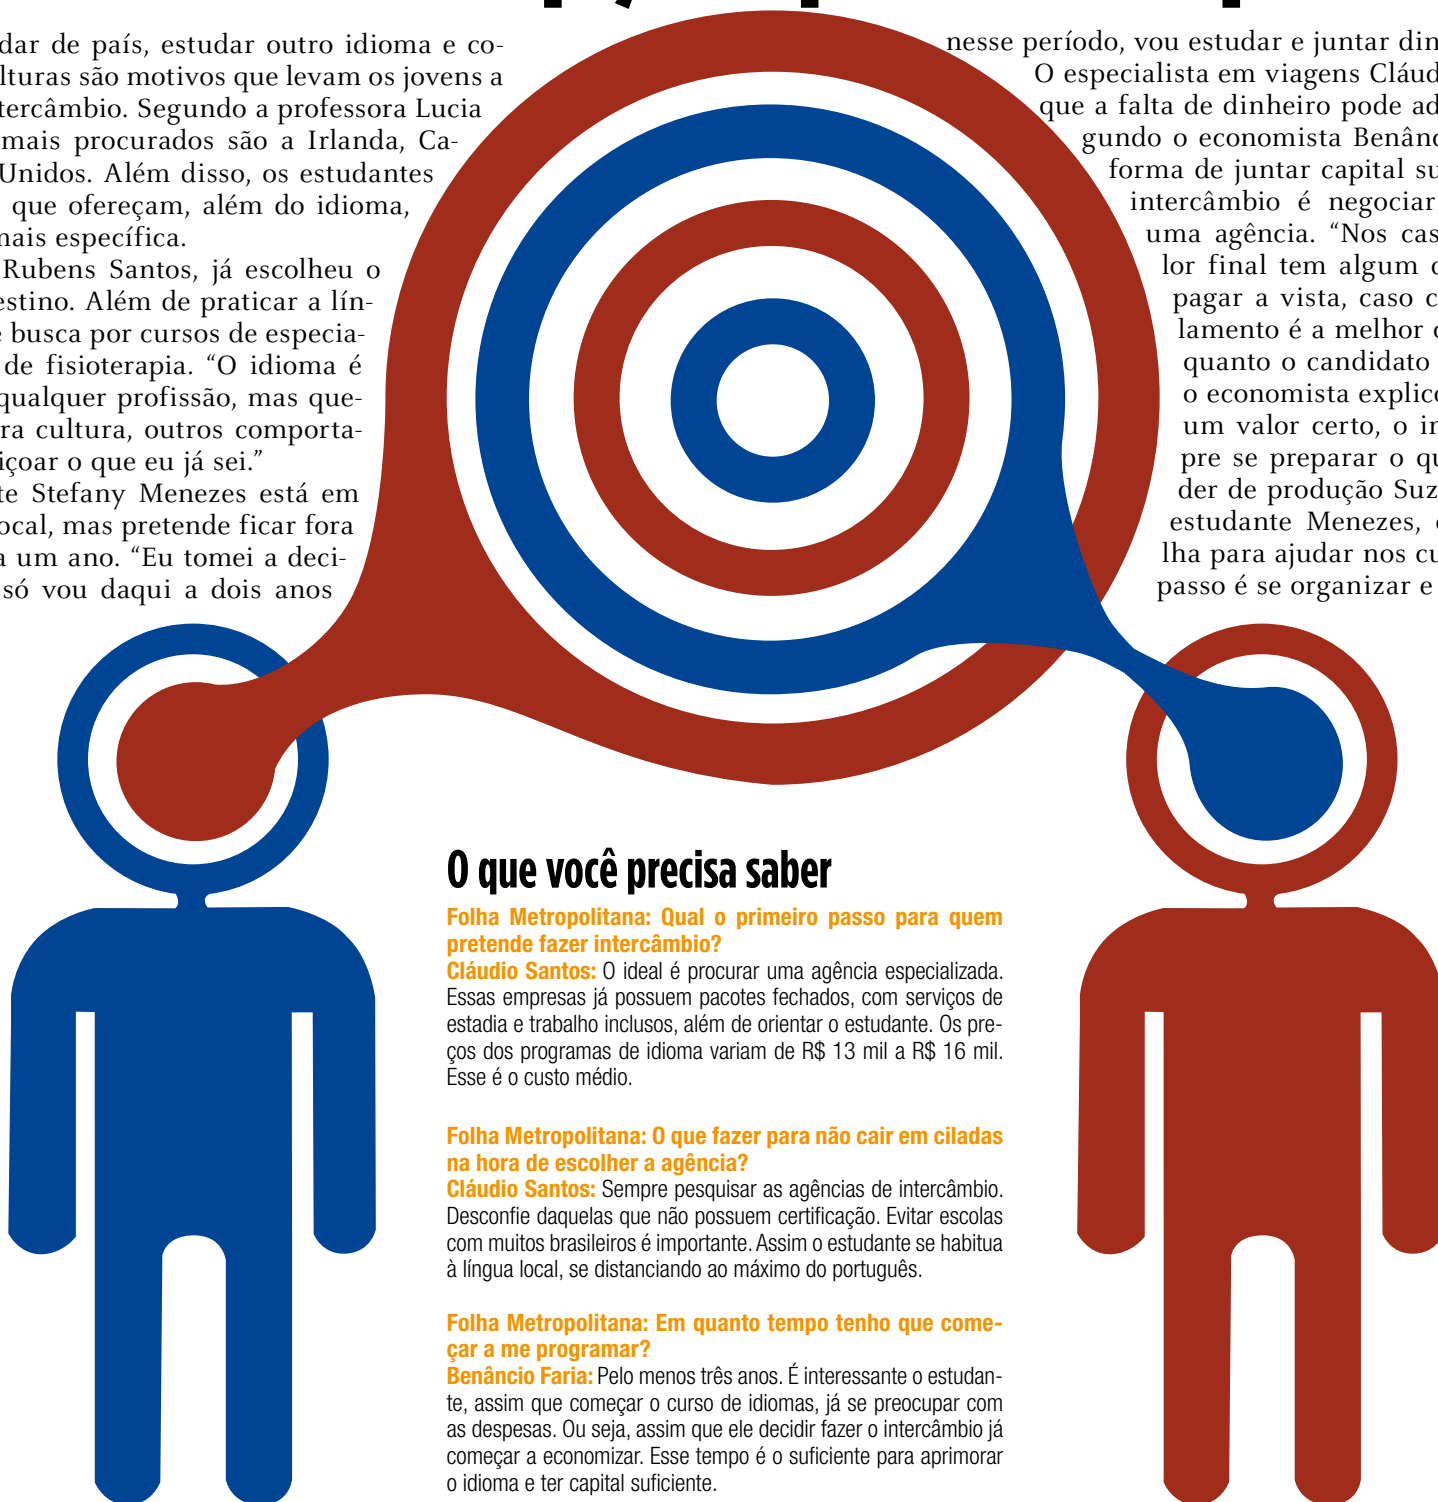 dar de país, estudar outro idioma e co-
lturas são motivos que levam os jovens a
tercâmbio. Segundo a professora Lucia
mais procurados são a Irlanda, Ca-
Unidos. Além disso, os estudantes
que ofereçam, além do idioma,
mais específica.
Rubens Santos, já escolheu o
estino. Além de praticar a lín-
e busca por cursos de especia-
de fisioterapia. “O idioma é
qualquer profissão, mas que-
ra cultura, outros comporta-
içoar o que eu já sei.”
te Stefany Menezes está em
ocal, mas pretende ficar fora
a um ano. “Eu tomei a deci-
só vou daqui a dois anos
nesse período, vou estudar e juntar din
O especialista em viagens Cláud
que a falta de dinheiro pode ad
gundo o economista Benânc
forma de juntar capital su
intercâmbio é negociar
uma agência. “Nos cas
lor final tem algum
pagar a vista, caso c
lamento é a melhor
quanto o candidato
o economista explic
um valor certo, o in
pre se preparar o qu
der de produção Suz
estudante Menezes,
lha para ajudar nos cu
passo é se organizar e
O que você precisa saber
Folha Metropolitana: Qual o primeiro passo para quem
pretende fazer intercâmbio?
Cláudio Santos: O ideal é procurar uma agência especializada.
Essas empresas já possuem pacotes fechados, com serviços de
estadia e trabalho inclusos, além de orientar o estudante. Os pre-
ços dos programas de idioma variam de R$ 13 mil a R$ 16 mil.
Esse é o custo médio.
Folha Metropolitana: O que fazer para não cair em ciladas
na hora de escolher a agência?
Cláudio Santos: Sempre pesquisar as agências de intercâmbio.
Desconfie daquelas que não possuem certificação. Evitar escolas
com muitos brasileiros é importante. Assim o estudante se habitua
à língua local, se distanciando ao máximo do português.
Folha Metropolitana: Em quanto tempo tenho que come-
çar a me programar?
Benâncio Faria: Pelo menos três anos. É interessante o estudan-
te, assim que começar o curso de idiomas, já se preocupar com
as despesas. Ou seja, assim que ele decidir fazer o intercâmbio já
começar a economizar. Esse tempo é o suficiente para aprimorar
o idioma e ter capital suficiente.